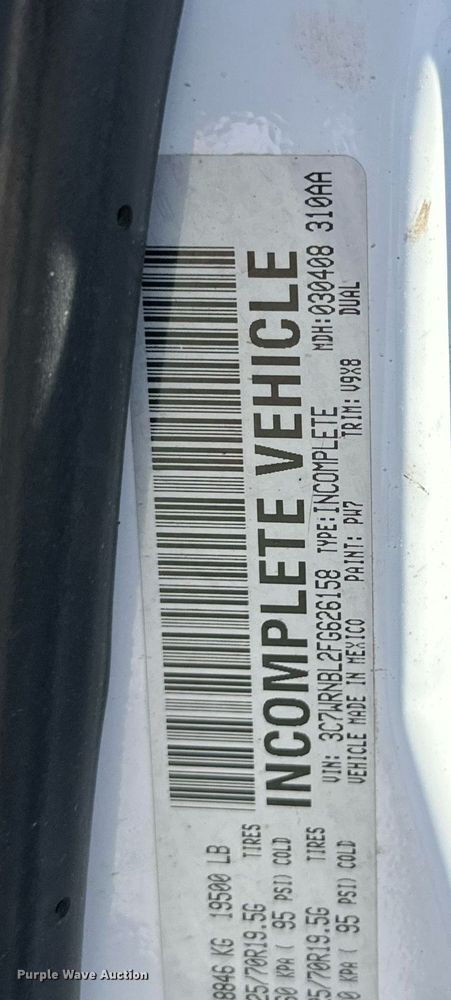 8846 KG 19500 LB
25/70R19.5G TIRES
KPA ( 95 PSI) COLD
5/70R19.5G TIRES
KPA ( 95 PSI) COLD
INCOMPLETE VEHICLE
MDH:030408 310AA
VIN: 3C7WRNBL2FG626158 TYPE:INCOMPLETE DUAL
VEHICLE MADE IN MEXICO PAINT: PW7 TRIM: V9X8
Purple Wave Auction